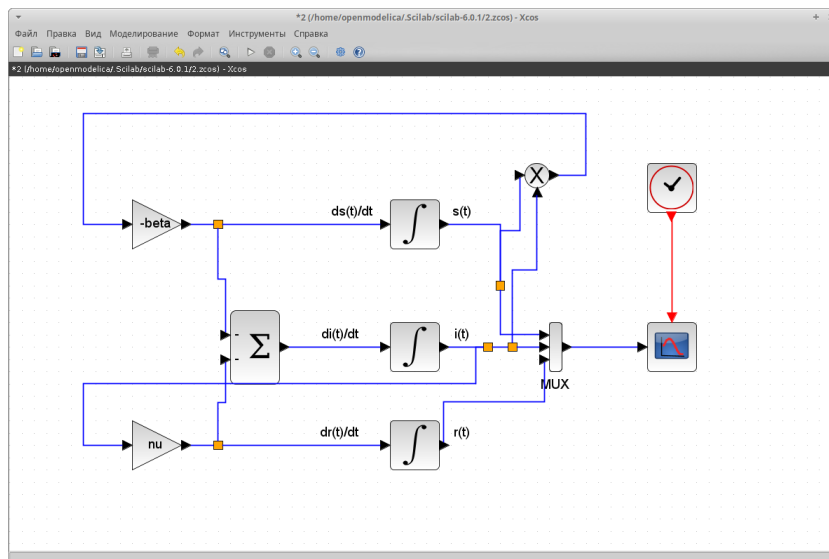 *2 (/home/openmodelica/.Scilab/scilab-6.0.1/2.zcos) - Xcos
Файл Правка Вид Моделирование Формат Инструменты Справка
*2 (/home/openmodelica/.Scilab/scilab-6.0.1/2.zcos) - Xcos
X
-beta
ds(t)/dt
∫
s(t)
-
-
Σ
di(t)/dt
∫
i(t)
MUX
nu
dr(t)/dt
∫
r(t)